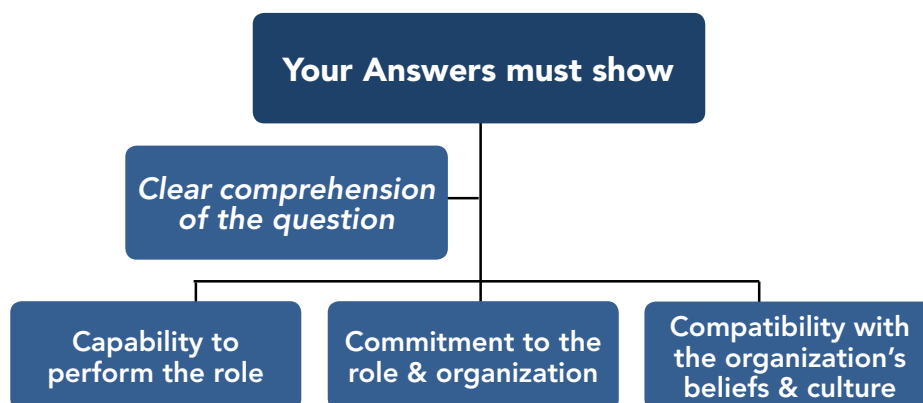 Your Answers must show
Clear comprehension
of the question
Capability to
perform the role
Commitment to the
role & organization
Compatibility with
the organization’s
beliefs & culture